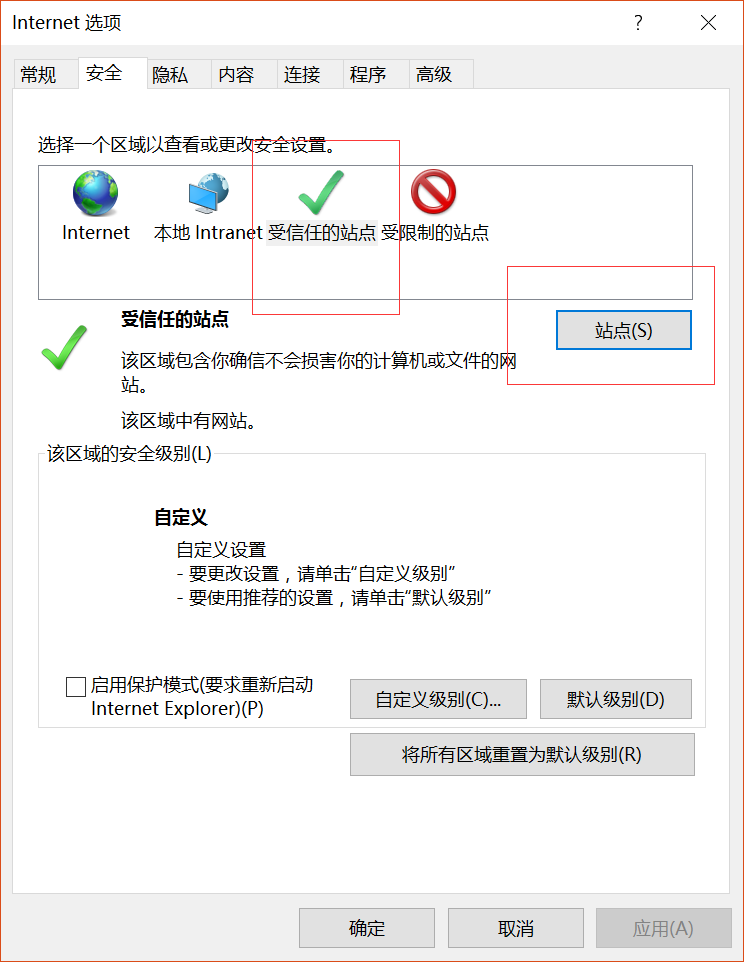 Internet 选项
?
常规 安全 隐私 内容 连接 程序 高级
选择一个区域以查看或更改安全设置。
Internet 本地 Intranet 受信任的站点 受限制的站点
受信任的站点
站点(S)
该区域包含你确信不会损害你的计算机或文件的网
站。
该区域中有网站。
该区域的安全级别(L)
自定义
自定义设置
- 要更改设置，请单击“自定义级别”
- 要使用推荐的设置，请单击“默认级别”
启用保护模式(要求重新启动
Internet Explorer)(P)
自定义级别(C)... 默认级别(D)
将所有区域重置为默认级别(R)
确定 取消 应用(A)